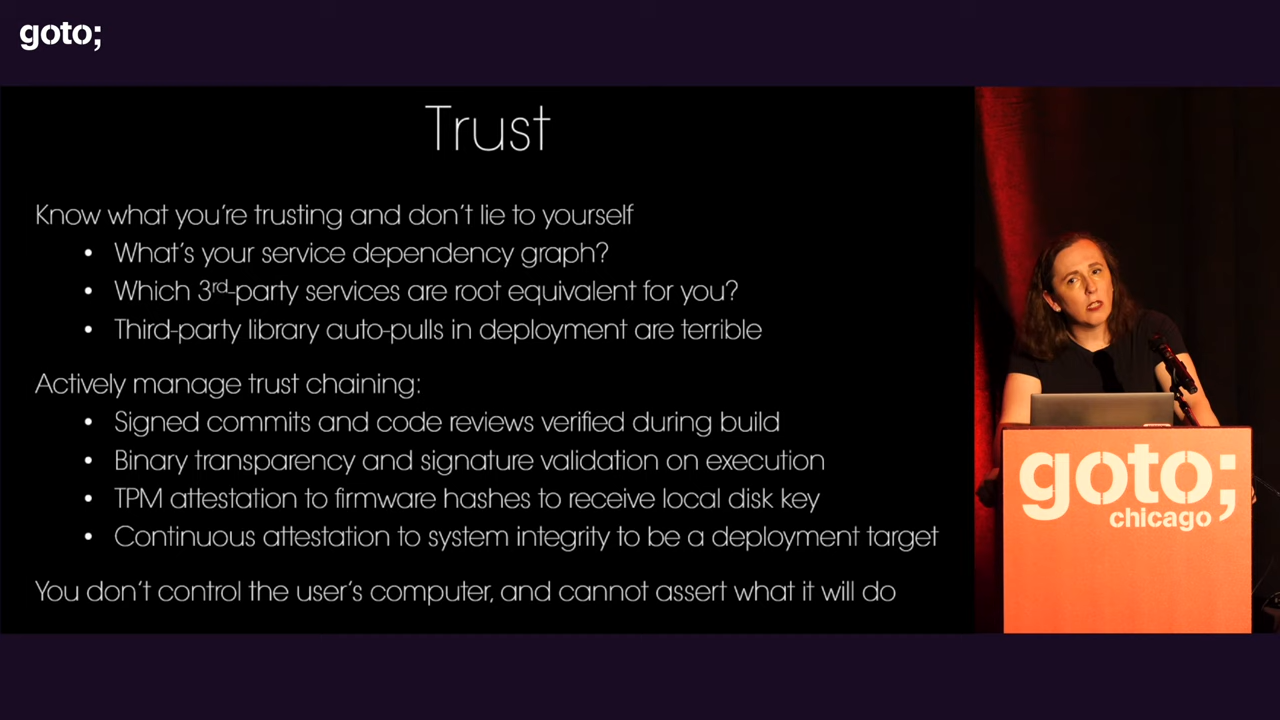 goto;
Trust
Know what you're trusting and don't lie to yourself
• What's your service dependency graph?
• Which 3rd-party services are root equivalent for you?
• Third-party library auto-pulls in deployment are terrible
Actively manage trust chaining:
• Signed commits and code reviews verified during build
• Binary transparency and signature validation on execution
• TPM attestation to firmware hashes to receive local disk key
• Continuous attestation to system integrity to be a deployment target
You don't control the user's computer, and cannot assert what it will do
goto;
chicago